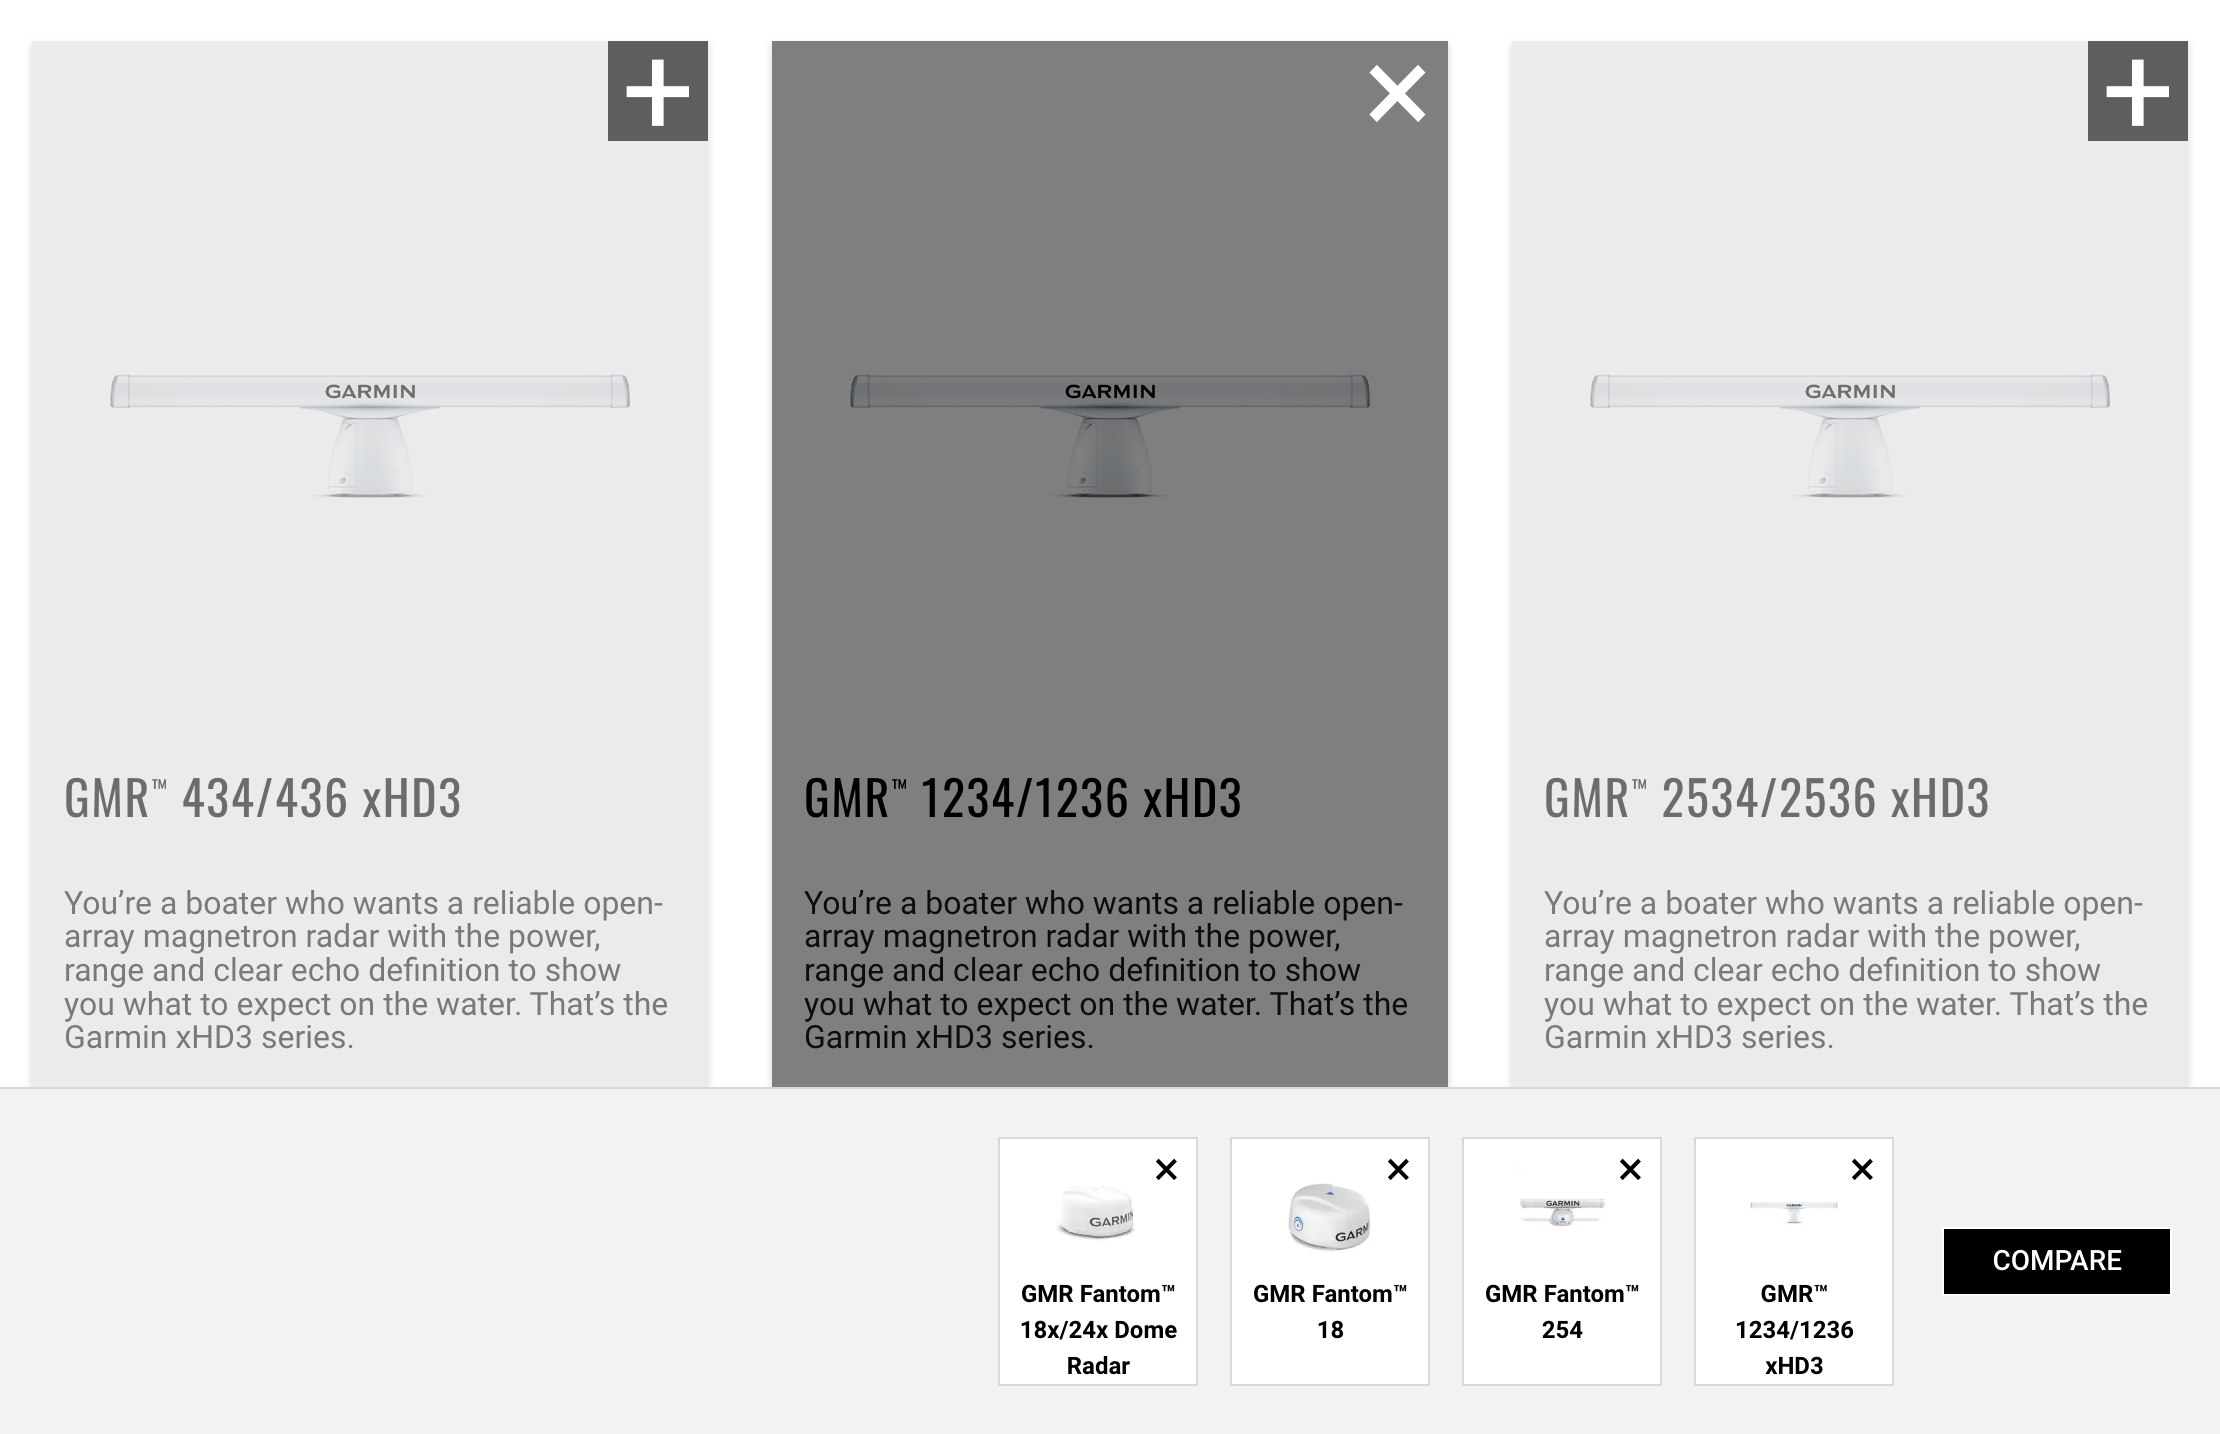 GARMIN
GMR™ 434/436 xHD3
You’re a boater who wants a reliable open-
array magnetron radar with the power,
range and clear echo definition to show
you what to expect on the water. That’s the
Garmin xHD3 series.
GARMIN
GMR™ 1234/1236 xHD3
You’re a boater who wants a reliable open-
array magnetron radar with the power,
range and clear echo definition to show
you what to expect on the water. That’s the
Garmin xHD3 series.
GARMIN
GMR™ 2534/2536 xHD3
You’re a boater who wants a reliable open-
array magnetron radar with the power,
range and clear echo definition to show
you what to expect on the water. That’s the
Garmin xHD3 series.
GARMIN
GMR Fantom™
18x/24x Dome
Radar
GARM
GMR Fantom™
18
GARMIN
GMR Fantom™
254
GARMIN
GMR™
1234/1236
xHD3
COMPARE